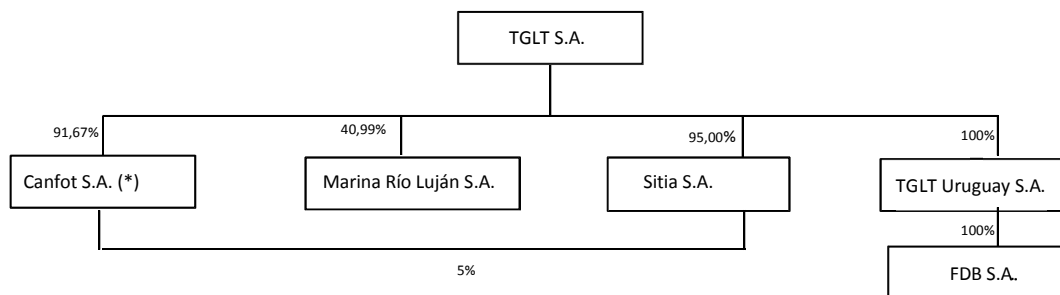 TGLT S.A.
91,67%
40,99%
95,00%
100%
Canfot S.A. (*)
Marina Río Luján S.A.
Sitia S.A.
TGLT Uruguay S.A.
100%
5%
FDB S.A..